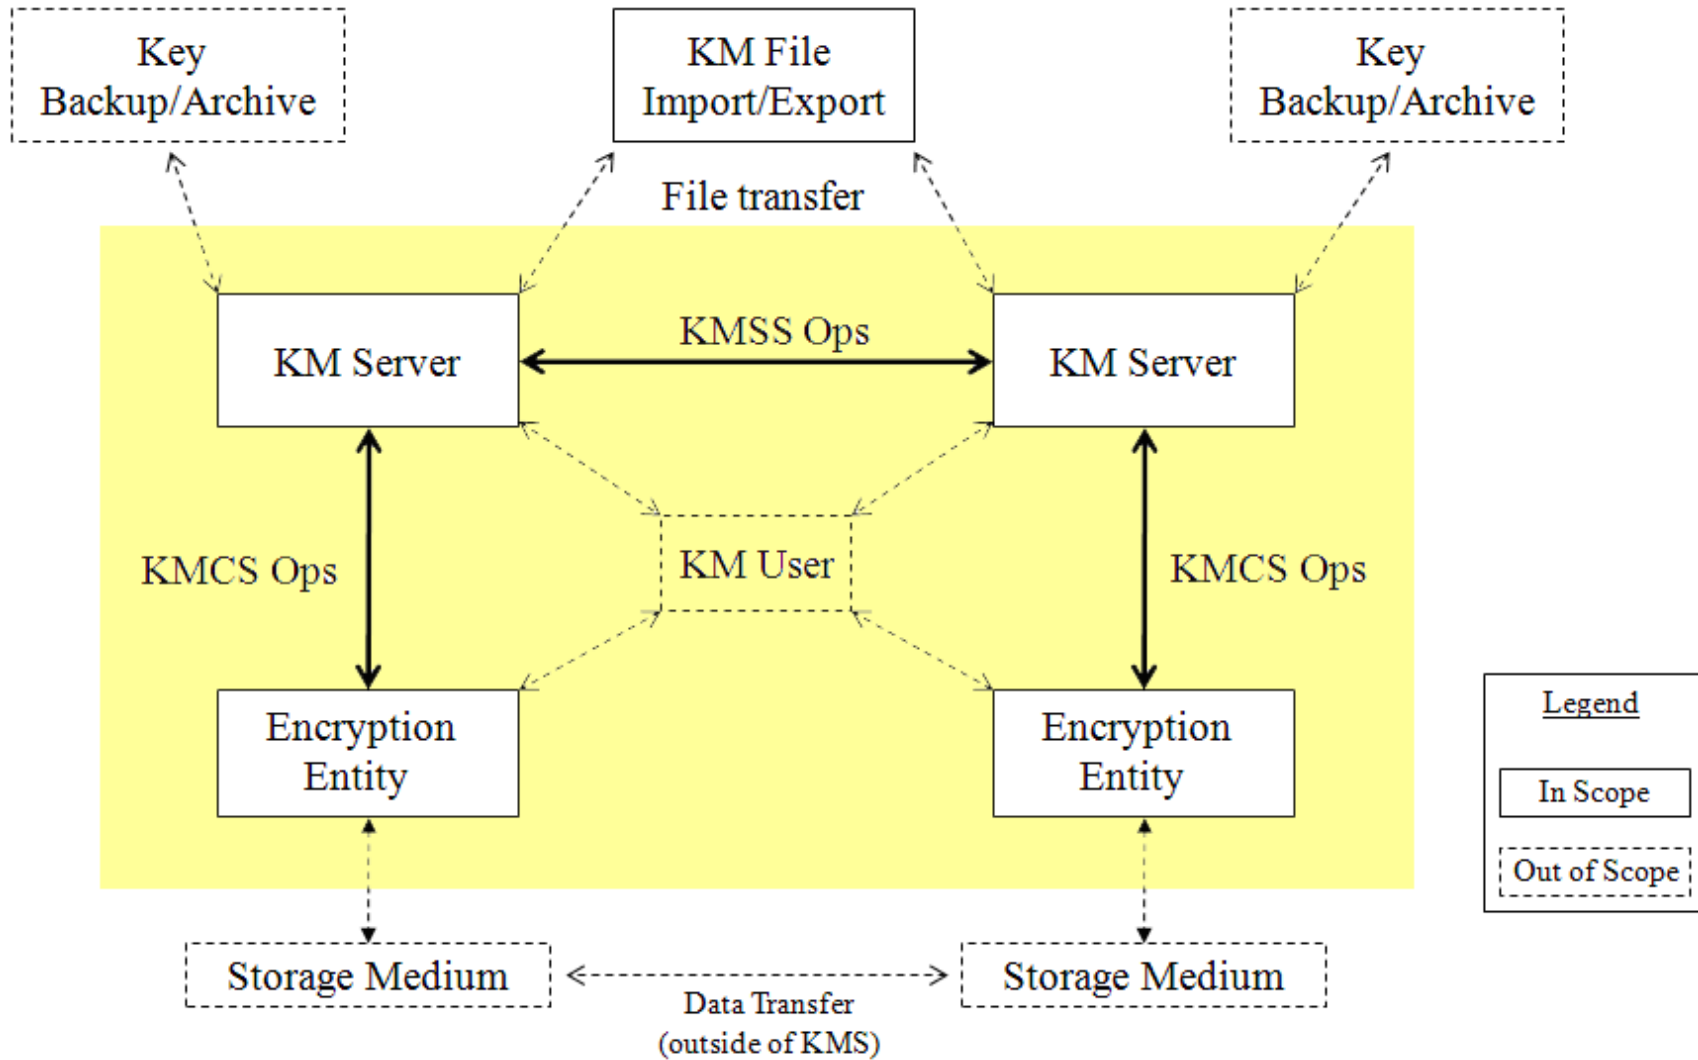 Key
Backup/Archive
KM File
Import/Export
Key
Backup/Archive
File transfer
KMSS Ops
KM Server
KM Server
KMCS Ops
KM User
KMCS Ops
Encryption
Entity
Encryption
Entity
Legend
In Scope
Out of Scope
Storage Medium
Storage Medium
Data Transfer
(outside of KMS)